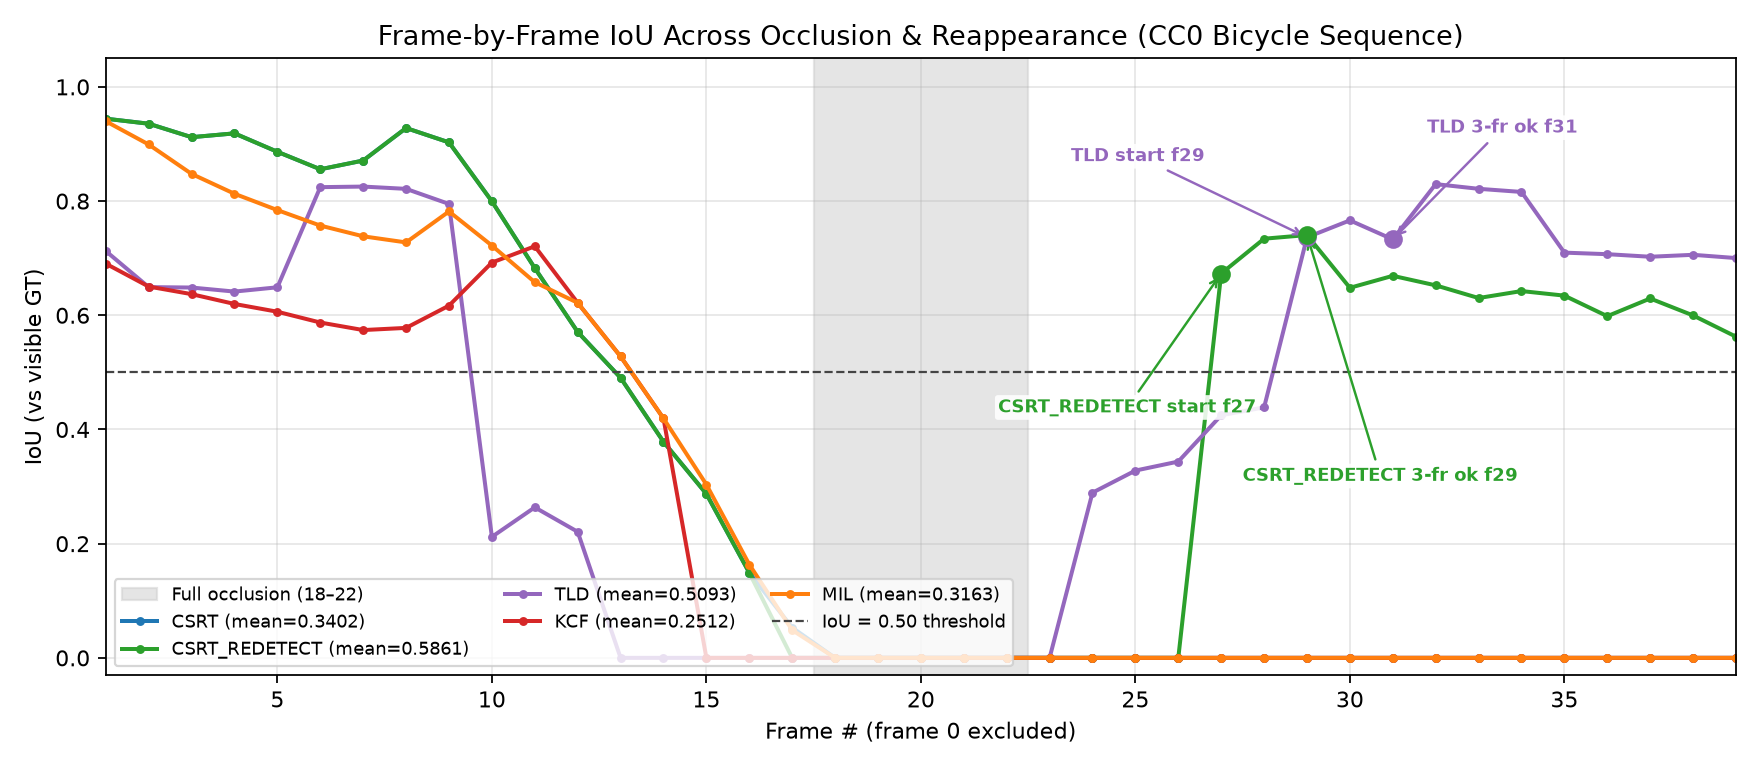 Frame-by-Frame IoU Across Occlusion & Reappearance (CC0 Bicycle Sequence)
IoU (vs visible GT)
1.0
0.8
0.6
0.4
0.2
0.0
TLD 3-fr ok f31
TLD start f29
CSRT_REDETECT start f27
CSRT_REDETECT 3-fr ok f29
Full occlusion (18–22)
CSRT (mean=0.3402)
CSRT_REDETECT (mean=0.5861)
TLD (mean=0.5093)
KCF (mean=0.2512)
MIL (mean=0.3163)
IoU = 0.50 threshold
5 10 15 20 25 30 35
Frame # (frame 0 excluded)